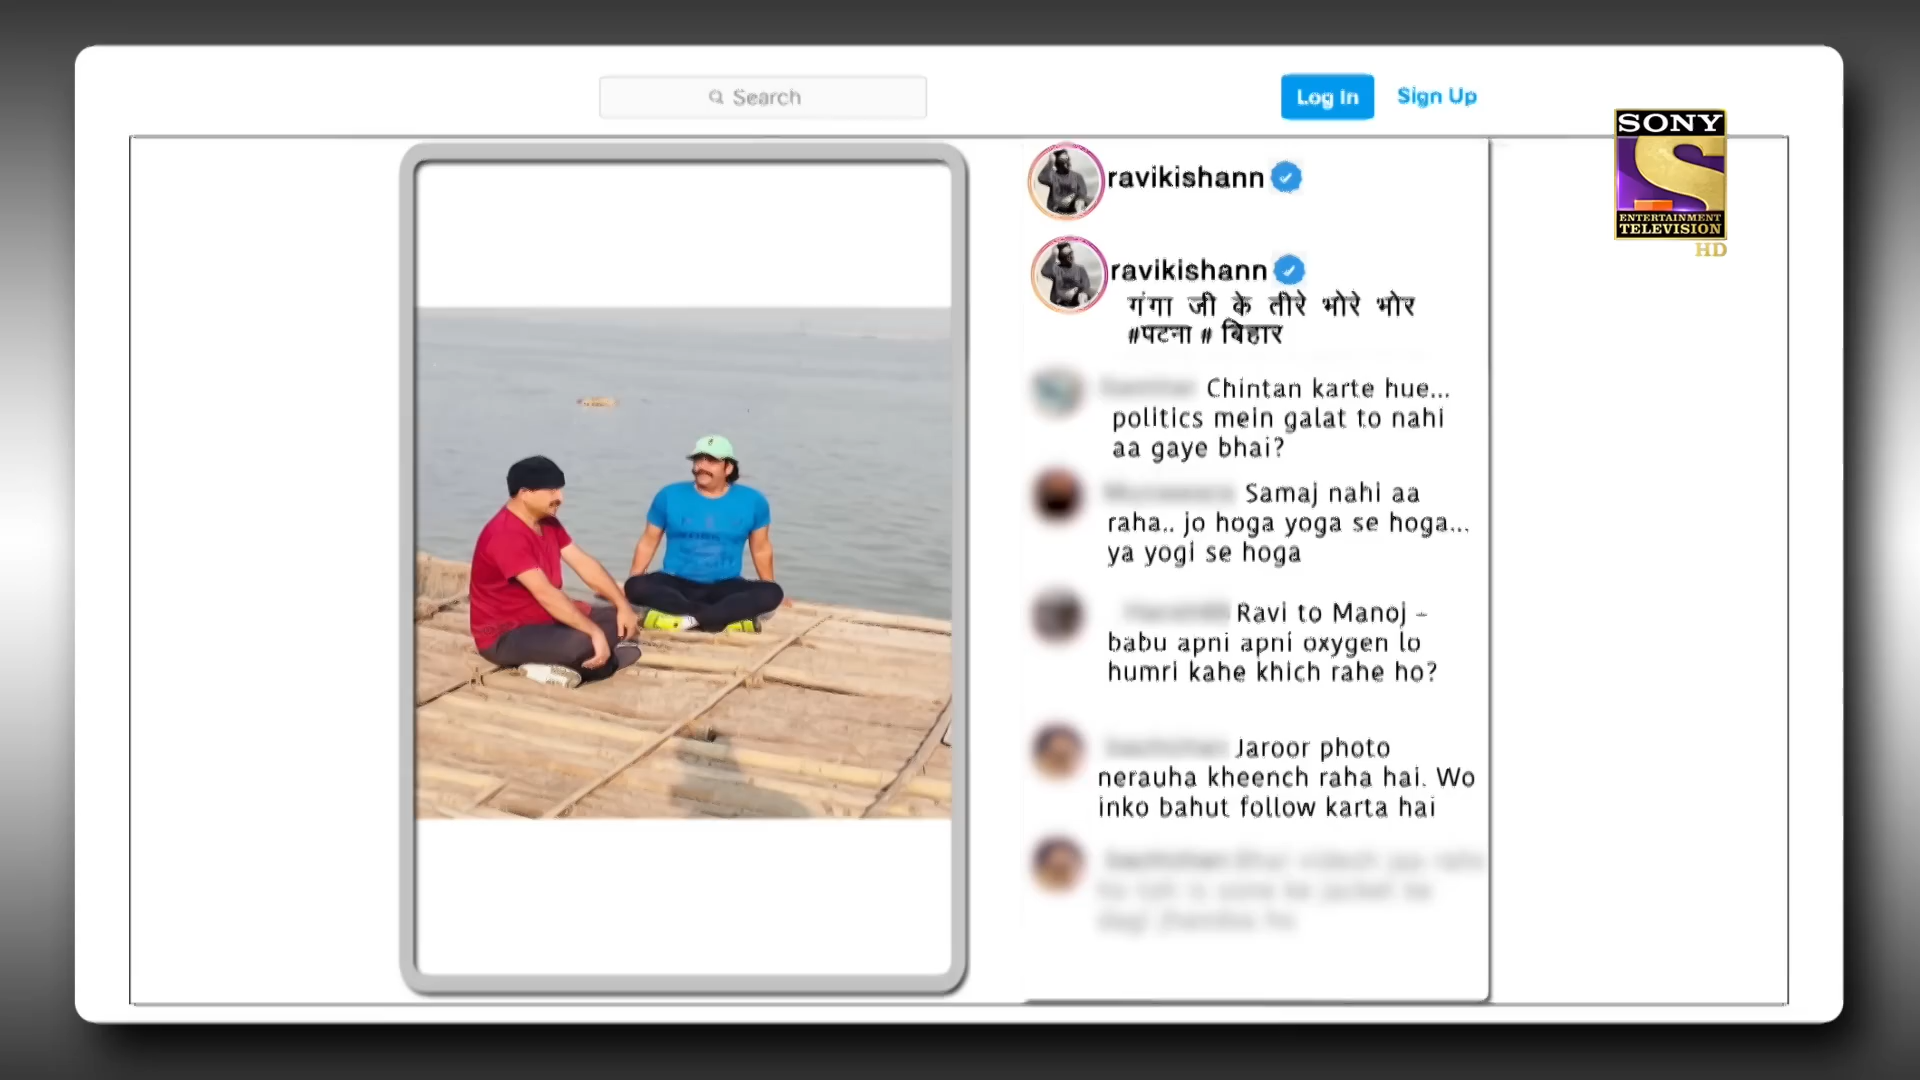 Search
Log In
Sign Up
SONY
ENTERTAINMENT
TELEVISION
HD
ravikishann
ravikishann
गंगा जी के तीरे भोरे भोर
#पटना # बिहार
Chintan karte hue...
politics mein galat to nahi
aa gaye bhai?
Samaj nahi aa
raha.. jo hoga yoga se hoga...
ya yogi se hoga
Ravi to Manoj -
babu apni apni oxygen lo
humri kahe khich rahe ho?
Jaroor photo
nerauha kheench raha hai. Wo
inko bahut follow karta hai